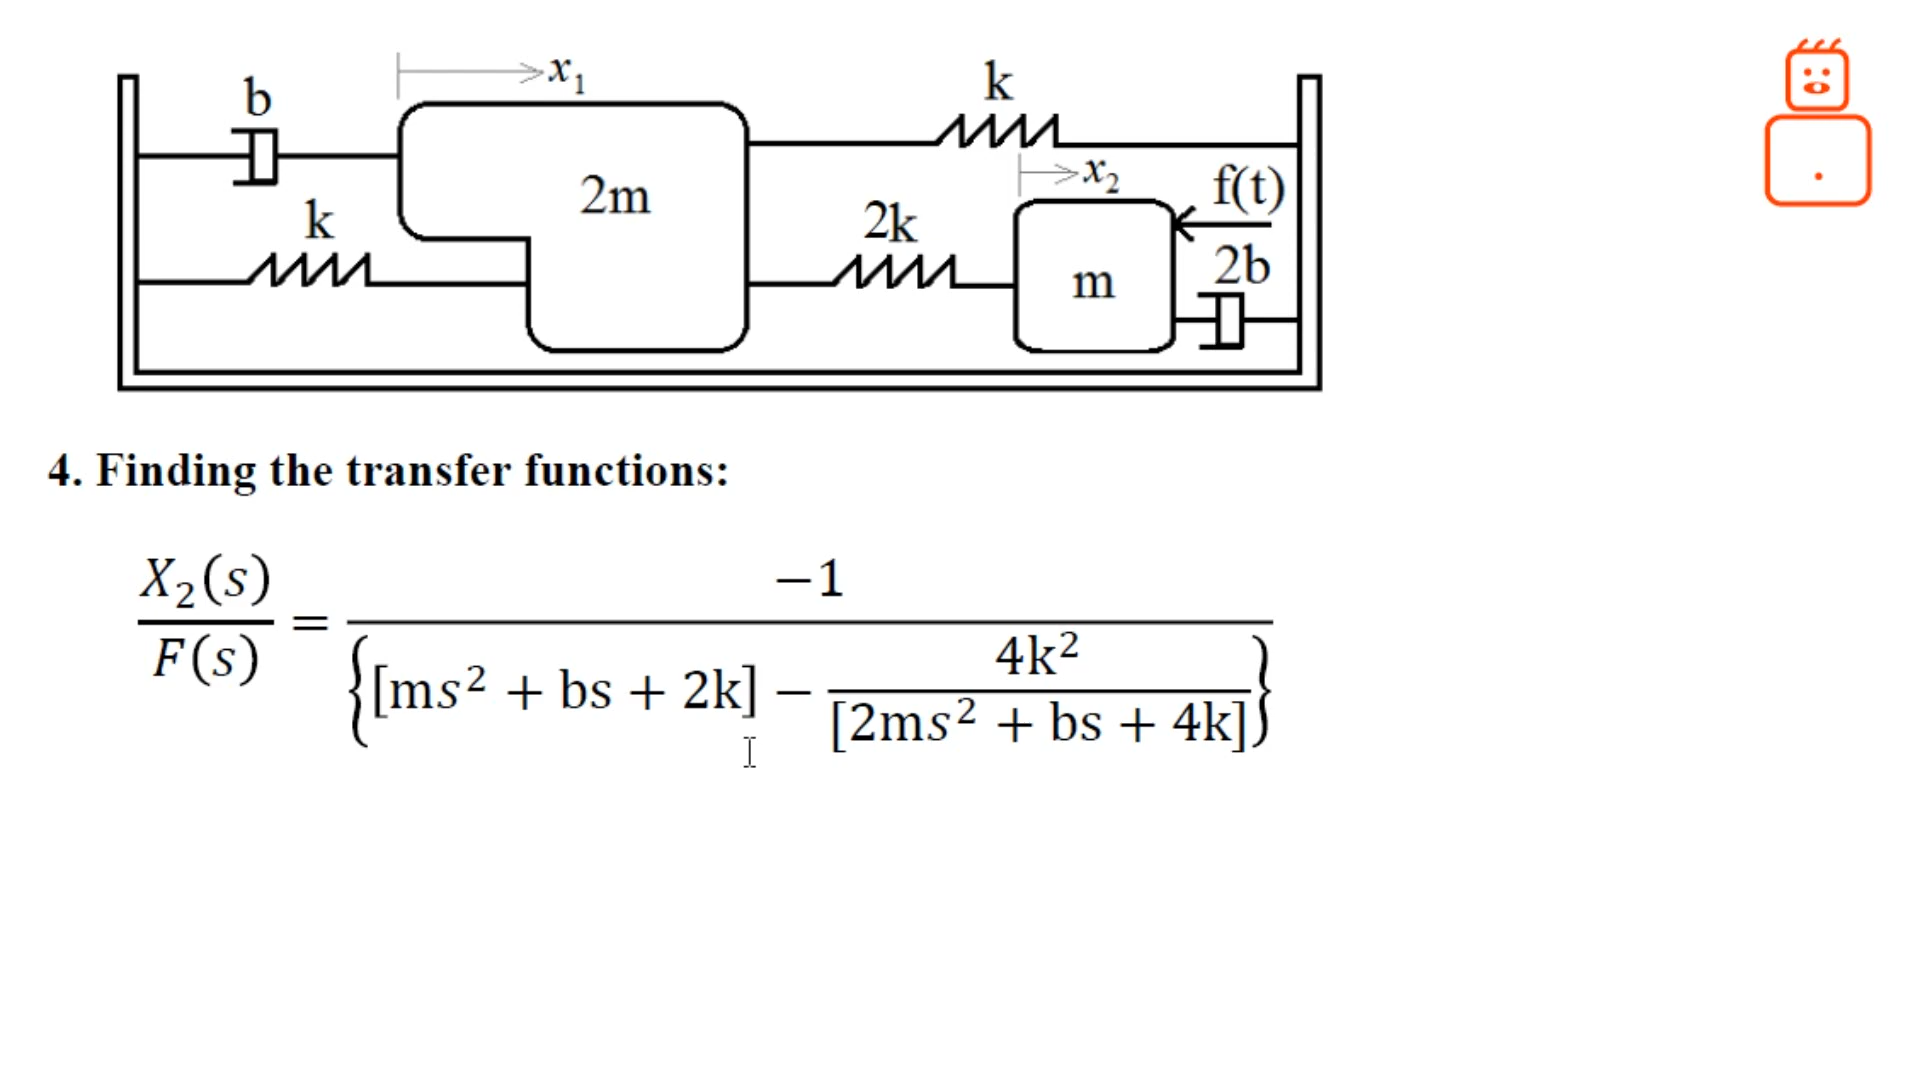 x₁
b
k
2m
k
x₂
f(t)
2k
2b
k
m
4. Finding the transfer functions:
X₂(s)/F(s) = −1/{[ms² + bs + 2k] − 4k²/[2ms² + bs + 4k]}